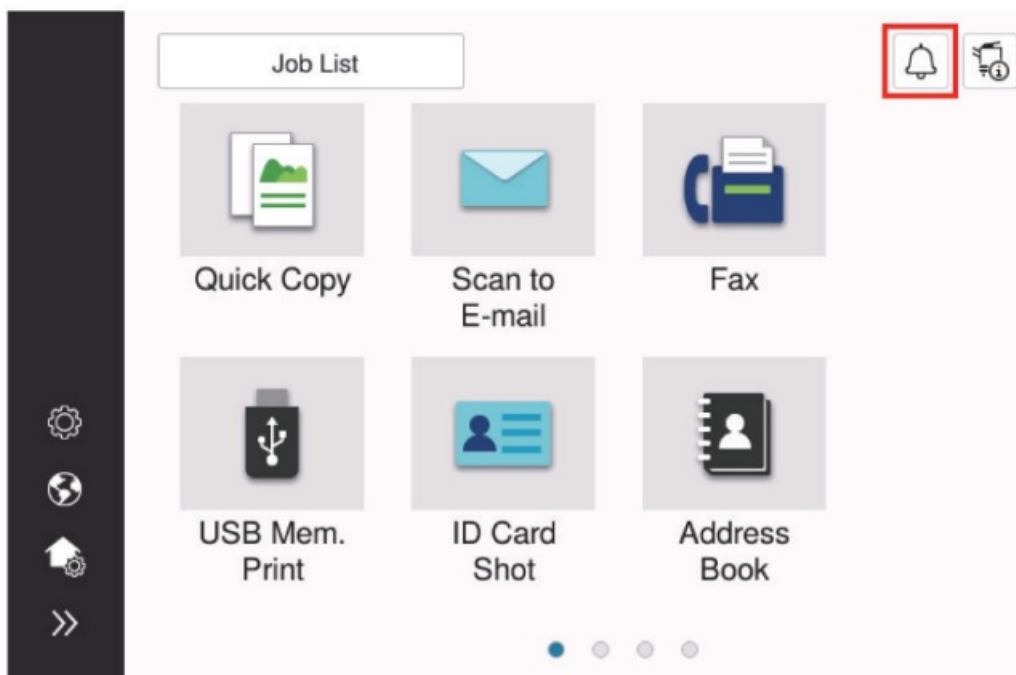 Job List
Quick Copy
Scan to
E-mail
Fax
USB Mem.
Print
ID Card
Shot
Address
Book